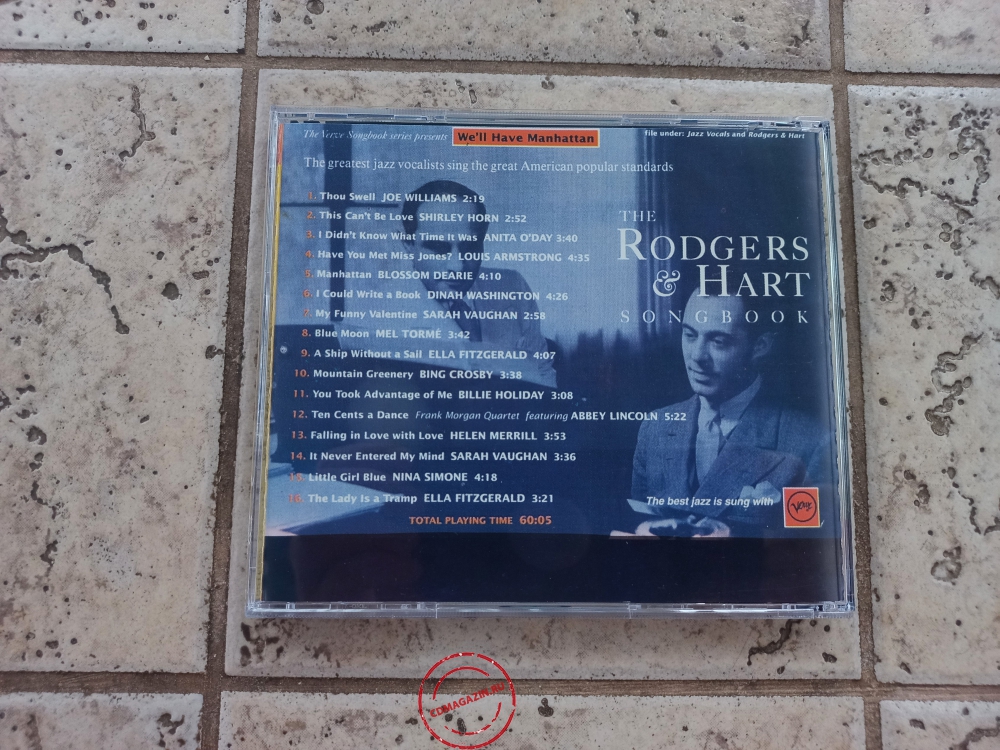 The Verve Songbook series presents We'll Have Manhattan
file under: Jazz Vocals and Rodgers & Hart
The greatest jazz vocalists sing the great American popular standards
1. Thou Swell JOE WILLIAMS 2:19
2. This Can't Be Love SHIRLEY HORN 2:52
3. I Didn't Know What Time It Was ANITA O'DAY 3:40
4. Have You Met Miss Jones? LOUIS ARMSTRONG 4:35
5. Manhattan BLOSSOM DEARIE 4:10
6. I Could Write a Book DINAH WASHINGTON 4:26
7. My Funny Valentine SARAH VAUGHAN 2:58
8. Blue Moon MEL TORMÉ 3:42
9. A Ship Without a Sail ELLA FITZGERALD 4:07
10. Mountain Greenery BING CROSBY 3:38
11. You Took Advantage of Me BILLIE HOLIDAY 3:08
12. Ten Cents a Dance Frank Morgan Quartet featuring ABBEY LINCOLN 5:22
13. Falling in Love with Love HELEN MERRILL 3:53
14. It Never Entered My Mind SARAH VAUGHAN 3:36
15. Little Girl Blue NINA SIMONE 4:18
16. The Lady Is a Tramp ELLA FITZGERALD 3:21
TOTAL PLAYING TIME 60:05
THE
RODGERS
& HART
SONGBOOK
The best jazz is sung with
Verve
CDMAGAZIN.RU